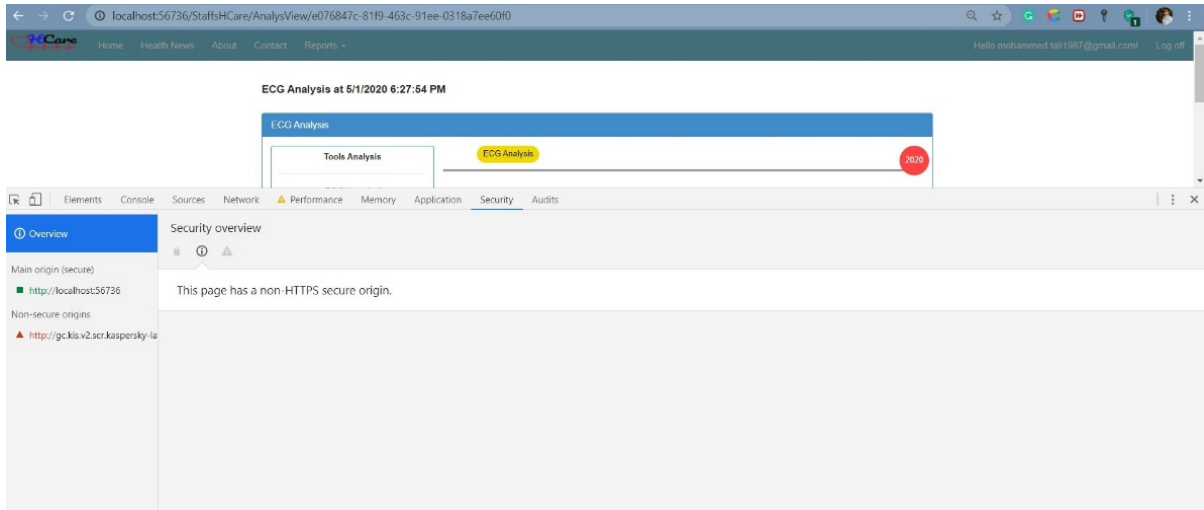 localhost:56736/StaffsHCare/AnalysView/e076847c-81f9-463c-91ee-0318a7ee60f0
HCare Home Health News About Contact Reports Hello mohammed.tali1987@gmail.com! Log off
ECG Analysis at 5/1/2020 6:27:54 PM
ECG Analysis
Tools Analysis
ECG Analysis
2020
Elements Console Sources Network Performance Memory Application Security Audits
Overview
Security overview
Main origin (secure)
http://localhost:56736
This page has a non-HTTPS secure origin.
Non-secure origins
http://gc.kis.v2.scr.kaspersky-la